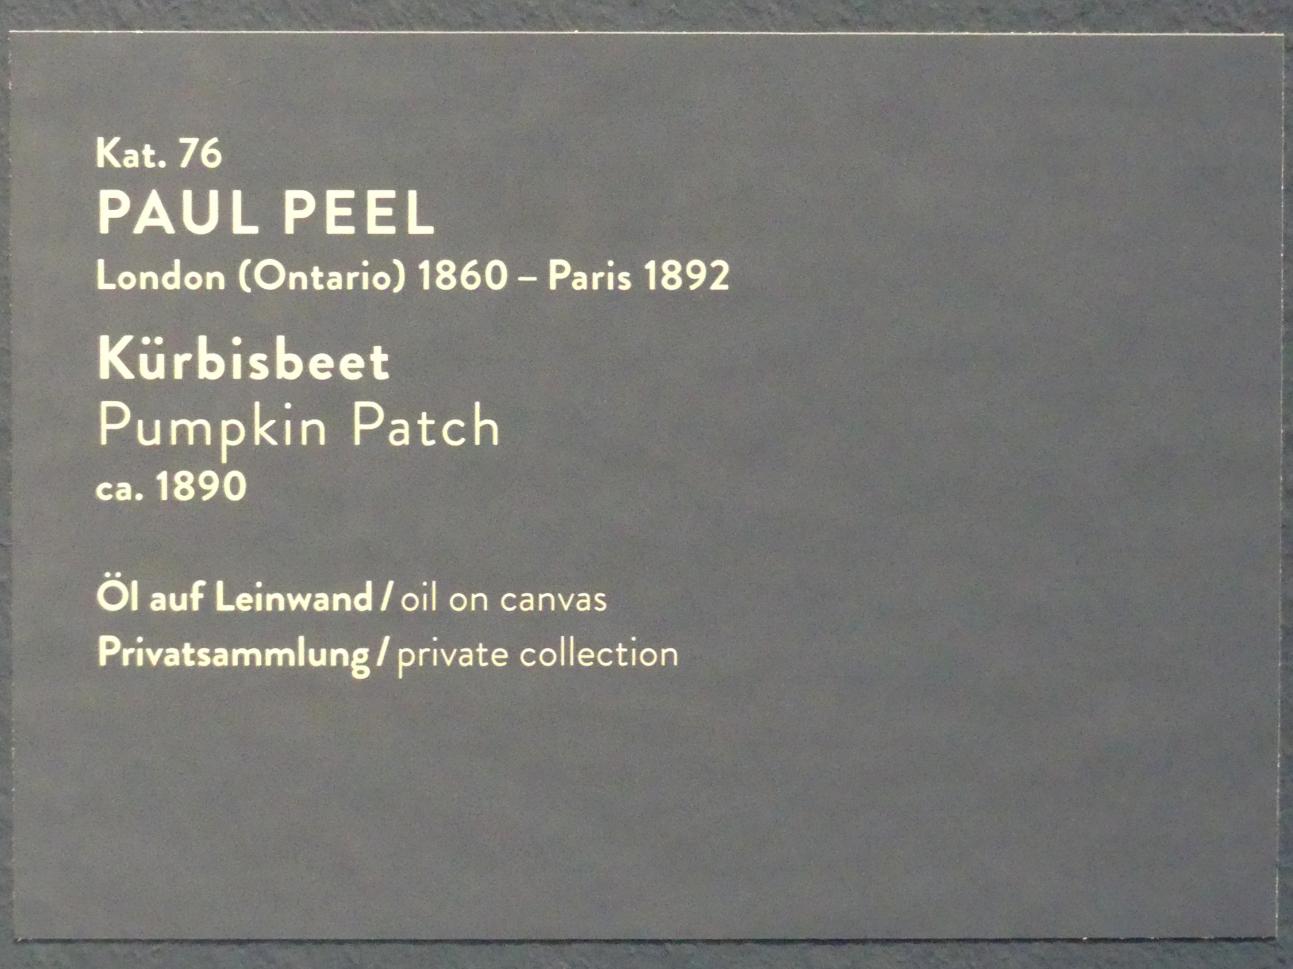 Kat. 76
PAUL PEEL
London (Ontario) 1860 – Paris 1892
Kürbisbeet
Pumpkin Patch
ca. 1890
Öl auf Leinwand / oil on canvas
Privatsammlung / private collection